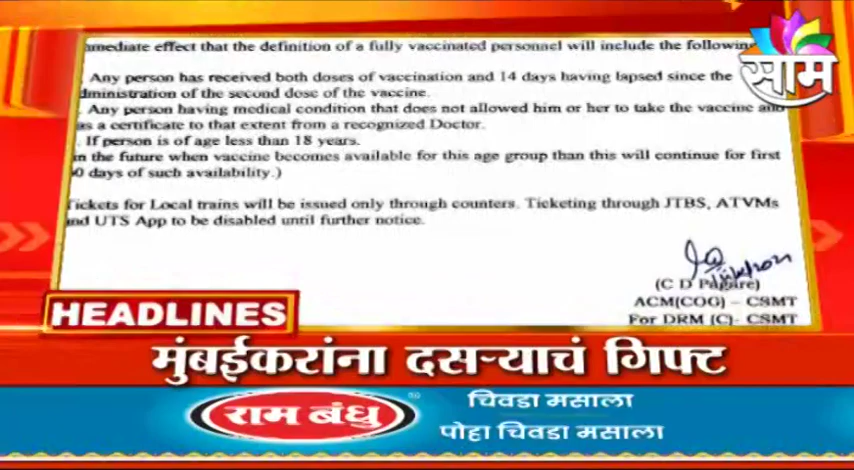 mmediate effect that the definition of a fully vaccinated personnel will include the following
साम
Any person has received both doses of vaccination and 14 days having lapsed since the
dministration of the second dose of the vaccine.
Any person having medical condition that does not allowed him or her to take the vaccine and
as a certificate to that extent from a recognized Doctor.
If person is of age less than 18 years.
in the future when vaccine becomes available for this age group than this will continue for first
0 days of such availability.)
Tickets for Local trains will be issued only through counters. Ticketing through JTBS, ATVMs
and UTS App to be disabled until further notice.
(C D Pagare)
ACM(COG) – CSMT
For DRM (C)- CSMT
HEADLINES
मुंबईकरांना दसऱ्याचं गिफ्ट
राम बंधु
चिवडा मसाला
पोहा चिवडा मसाला